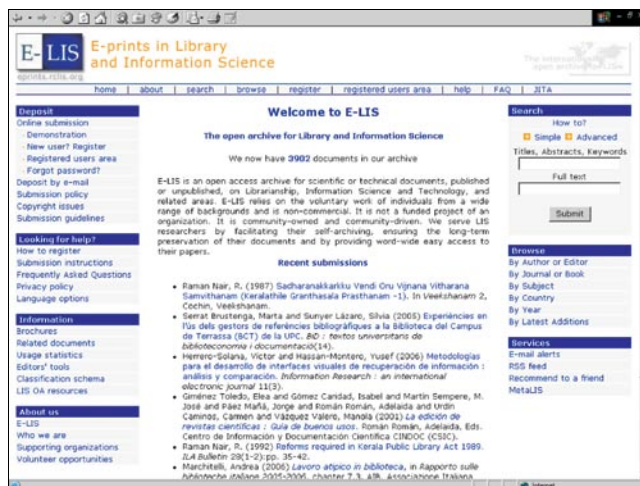 E-LIS
E-prints in Library
and Information Science
eprints.rclis.org
home | about | search | browse | register | registered users area | help | FAQ | JITA
Deposit
Online submission
Demonstration
New user? Register
Registered users area
Forgot password?
Deposit by e-mail
Submission policy
Copyright issues
Submission guidelines
Looking for help?
How to register
Submission instructions
Frequently Asked Questions
Privacy policy
Language options
Information
Brochures
Related documents
Usage statistics
Editors' tools
Classification schema
LIS OA resources
About us
E-LIS
Who we are
Supporting organizations
Volunteer opportunities
Welcome to E-LIS
The open archive for Library and Information Science
We now have 3902 documents in our archive
E-LIS is an open access archive for scientific or technical documents, published
or unpublished, on Librarianship, Information Science and Technology, and
related areas. E-LIS relies on the voluntary work of individuals from a wide
range of backgrounds and is non-commercial. It is not a funded project of an
organization. It is community-owned and community-driven. We serve LIS
researchers by facilitating their self-archiving, ensuring the long-term
preservation of their documents and by providing word-wide easy access to
their papers.
Recent submissions
• Raman Nair, R. (1987) Sadharanakkarkku Vendi Oru Vijnana Vitharana
Samvithanam (Keralathile Granthasala Prasthanam -1). In Veekshanam 2,
Cochin, Veekshanam.
• Serrat Brustenga, Marta and Sunyer Lázaro, Silvia (2005) Experiències en
l'ús dels gestors de referències bibliogràfiques a la Biblioteca del Campus
de Terrassa (BCT) de la UPC. BiD : textos universitaris de
biblioteconomia i documentació(14).
• Herrero-Solana, Victor and Hassan-Montero, Yusef (2006) Metodologías
para el desarrollo de interfaces visuales de recuperación de información :
análisis y comparación. Information Research : an international
electronic journal 11(3).
• Giménez Toledo, Elea and Gómez Caridad, Isabel and Martín Sempere, M.
José and Páez Mañá, Jorge and Román Román, Adelaida and Urdín
Caminos, Carmen and Vázquez Valero, Manola (2001) La edición de
revistas científicas : Guía de buenos usos. Román Román, Adelaida, Eds.
Centro de Información y Documentación Científica CINDOC (CSIC).
• Raman Nair, R. (1992) Reforms required in Kerala Public Library Act 1989.
ILA Bulletin 28(1-2):pp. 35-42.
• Marchitelli, Andrea (2006) Lavoro atipico in biblioteca, in Rapporto sulle
biblioteche italiane 2005-2006, chapter 7.3. AIB. Associazione Italiana
Search
How to?
Simple Advanced
Titles, Abstracts, Keywords
Full text
Submit
Browse
By Author or Editor
By Journal or Book
By Subject
By Country
By Year
By Latest Additions
Services
E-mail alerts
RSS feed
Recommend to a friend
MetaLIS
Internet